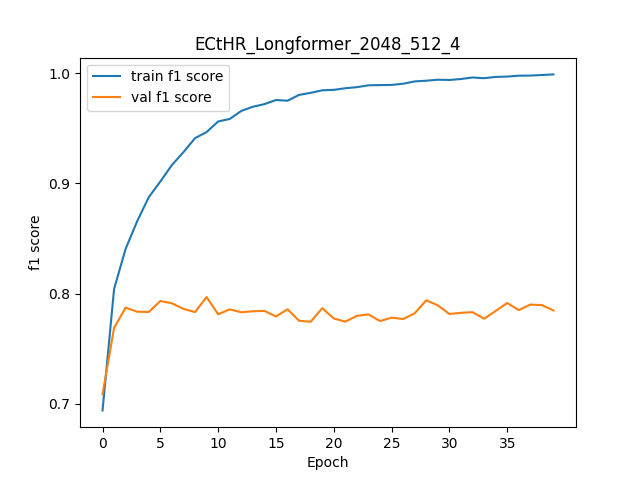 ECtHR_Longformer_2048_512_4
train f1 score
val f1 score
1.0
0.9
0.8
0.7
f1 score
0 5 10 15 20 25 30 35
Epoch